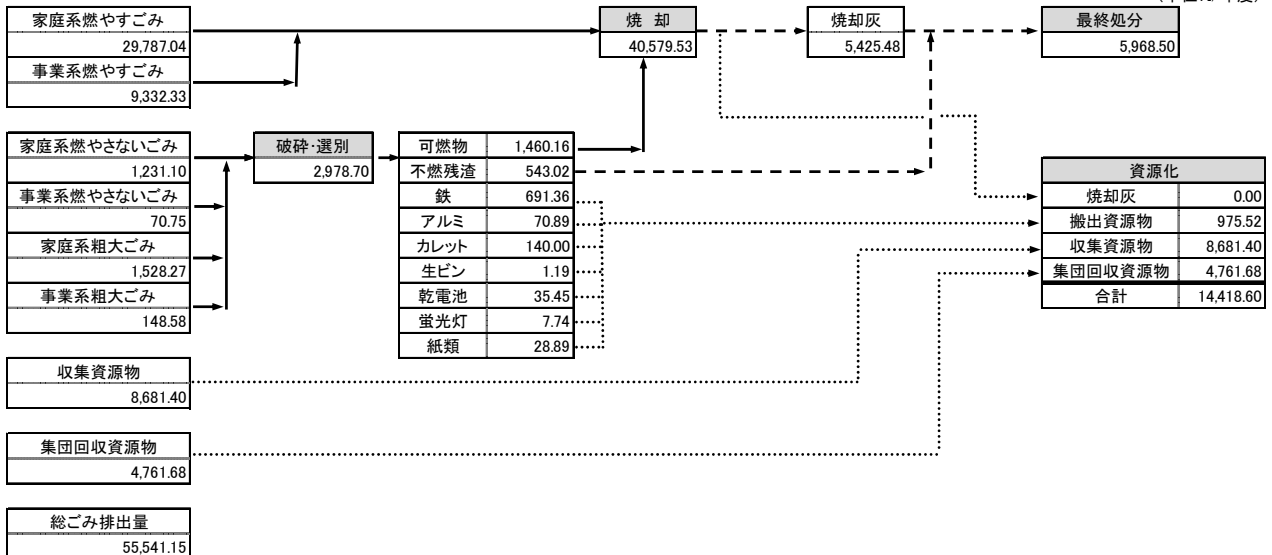 家庭系燃やすごみ
29,787.04
事業系燃やすごみ
9,332.33
焼 却
40,579.53
焼却灰
5,425.48
最終処分
5,968.50
家庭系燃やさないごみ
1,231.10
事業系燃やさないごみ
70.75
家庭系粗大ごみ
1,528.27
事業系粗大ごみ
148.58
破砕・選別
2,978.70
可燃物 1,460.16
不燃残渣 543.02
鉄 691.36
アルミ 70.89
カレット 140.00
生ビン 1.19
乾電池 35.45
蛍光灯 7.74
紙類 28.89
資源化
焼却灰 0.00
搬出資源物 975.52
収集資源物 8,681.40
集団回収資源物 4,761.68
合計 14,418.60
収集資源物
8,681.40
集団回収資源物
4,761.68
総ごみ排出量
55,541.15